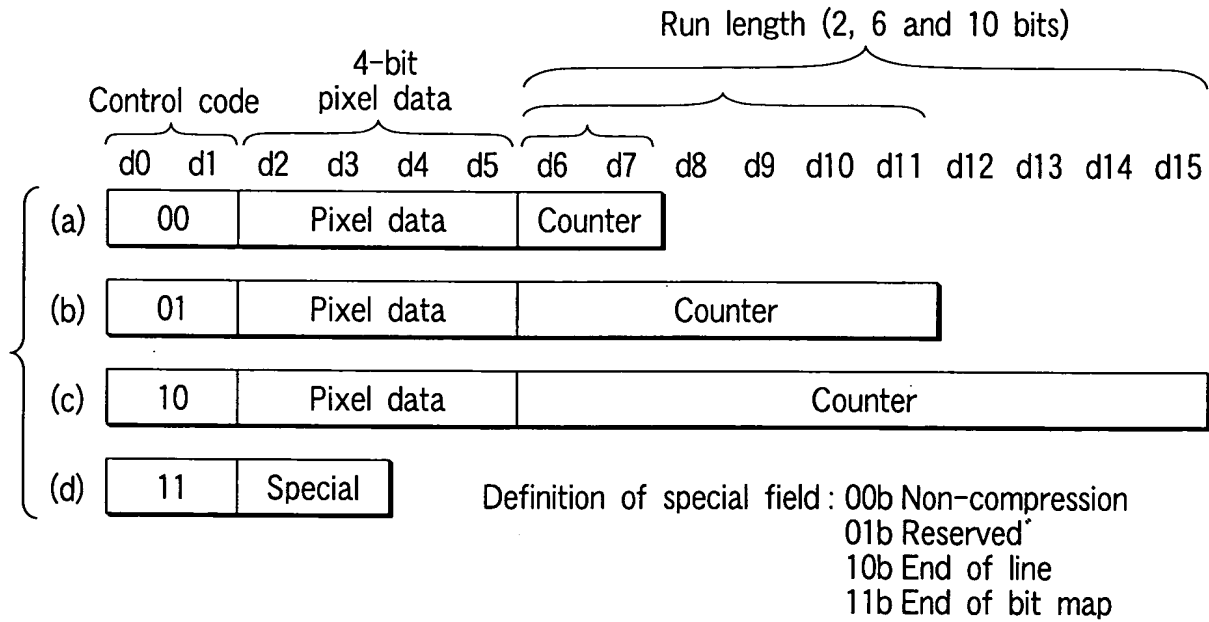 Run length (2, 6 and 10 bits)
4-bit
Control code pixel data
d0 d1 d2 d3 d4 d5 d6 d7 d8 d9 d10 d11 d12 d13 d14 d15
(a) 00 Pixel data Counter
(b) 01 Pixel data Counter
(c) 10 Pixel data Counter
(d) 11 Special
Definition of special field : 00b Non-compression
01b Reserved
10b End of line
11b End of bit map